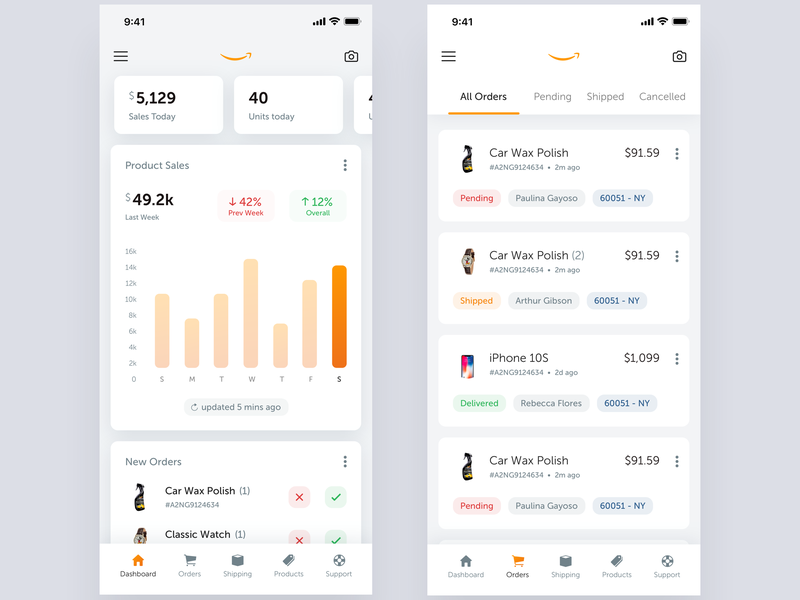 9:41
$5,129
Sales Today
40
Units today
Product Sales
$49.2k
Last Week
↓ 42%
Prev Week
↑ 12%
Overall
16k
14k
12k
10k
8k
6k
4k
2k
0
S M T W T F S
updated 5 mins ago
New Orders
Car Wax Polish (1)
#A2NG9124634
Classic Watch (1)
Dashboard Orders Shipping Products Support
9:41
All Orders Pending Shipped Cancelled
Car Wax Polish $91.59
#A2NG9124634 • 2m ago
Pending Paulina Gayoso 60051 - NY
Car Wax Polish (2) $91.59
#A2NG9124634 • 2m ago
Shipped Arthur Gibson 60051 - NY
iPhone 10S $1,099
#A2NG9124634 • 2d ago
Delivered Rebecca Flores 60051 - NY
Car Wax Polish $91.59
#A2NG9124634 • 2m ago
Pending Paulina Gayoso 60051 - NY
Dashboard Orders Shipping Products Support